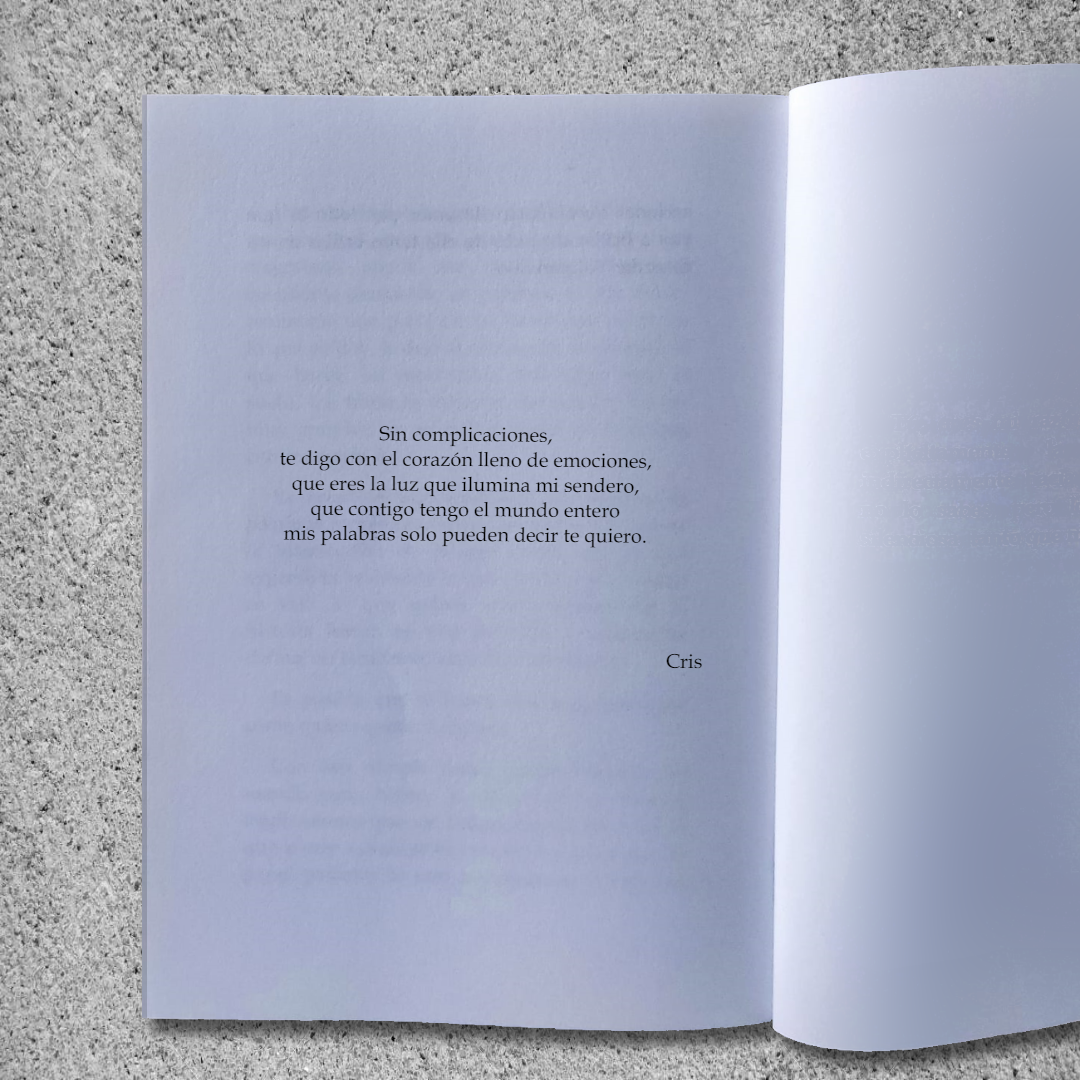 Sin complicaciones,
te digo con el corazón lleno de emociones,
que eres la luz que ilumina mi sendero,
que contigo tengo el mundo entero
mis palabras solo pueden decir te quiero.
Cris